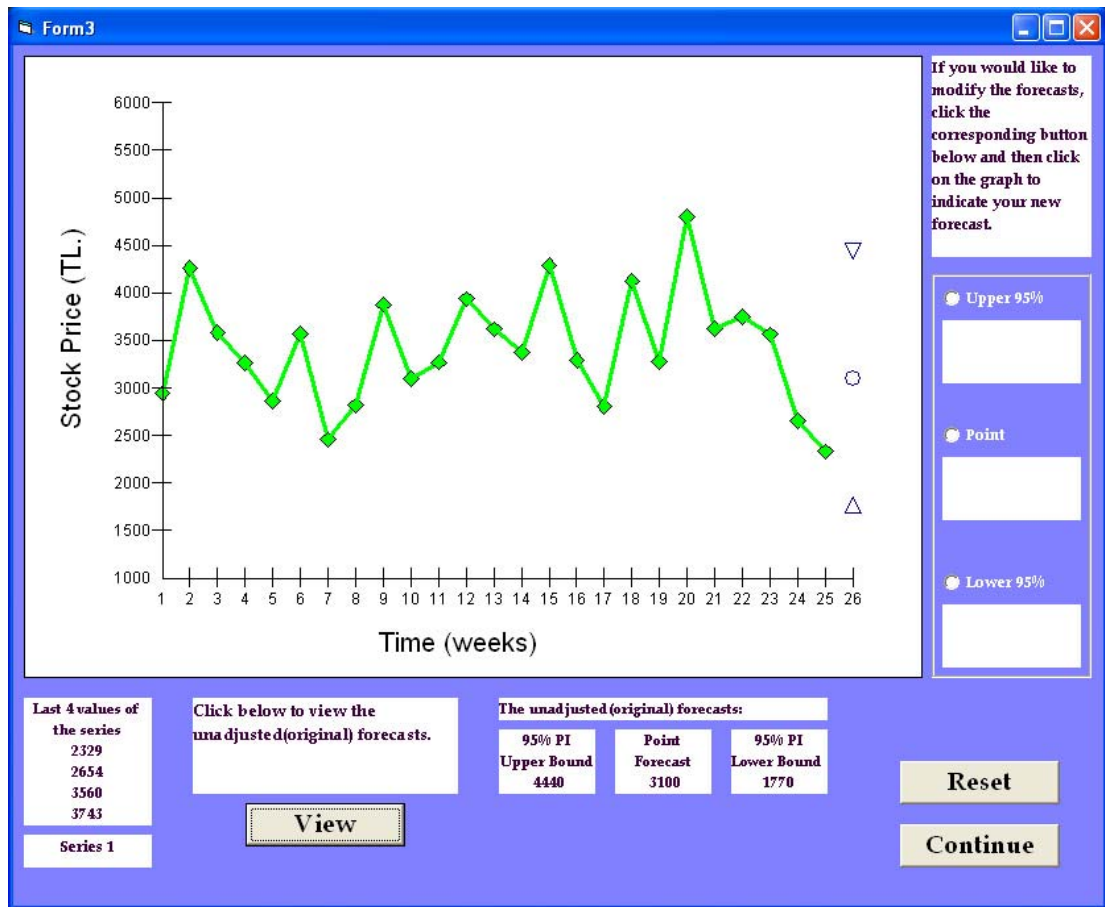 Form3
If you would like to
modify the forecasts,
click the
corresponding button
below and then click
on the graph to
indicate your new
forecast.
6000
5500
5000
4500
4000
3500
3000
2500
2000
1500
1000
Stock Price (TL.)
1 2 3 4 5 6 7 8 9 10 11 12 13 14 15 16 17 18 19 20 21 22 23 24 25 26
Time (weeks)
Upper 95%
Point
Lower 95%
Last 4 values of
the series
2329
2654
3560
3743
Series 1
Click below to view the
unadjusted(original) forecasts.
View
The unadjusted (original) forecasts:
95% PI
Upper Bound
4440
Point
Forecast
3100
95% PI
Lower Bound
1770
Reset
Continue